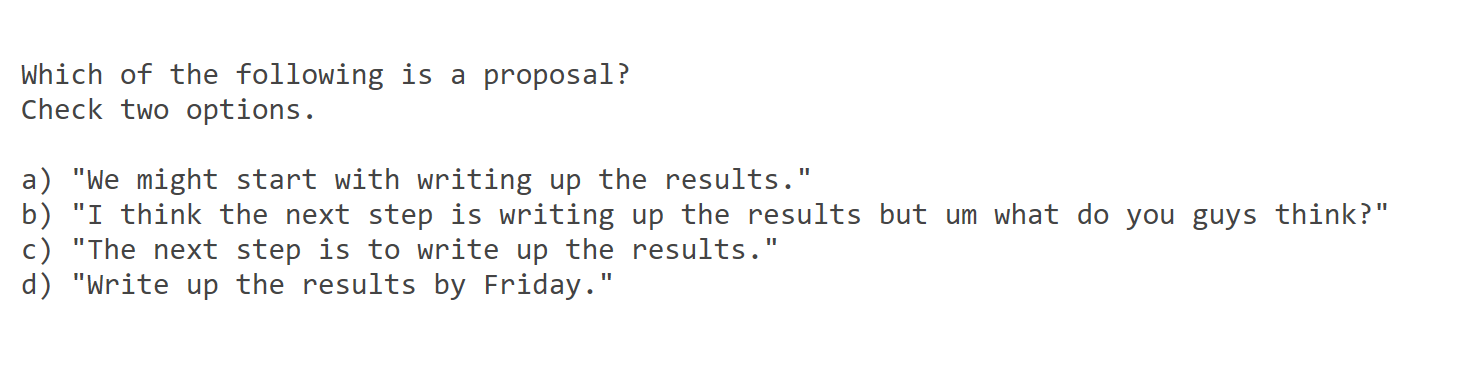 Which of the following is a proposal?
Check two options.
a) "We might start with writing up the results."
b) "I think the next step is writing up the results but um what do you guys think?"
c) "The next step is to write up the results."
d) "Write up the results by Friday."